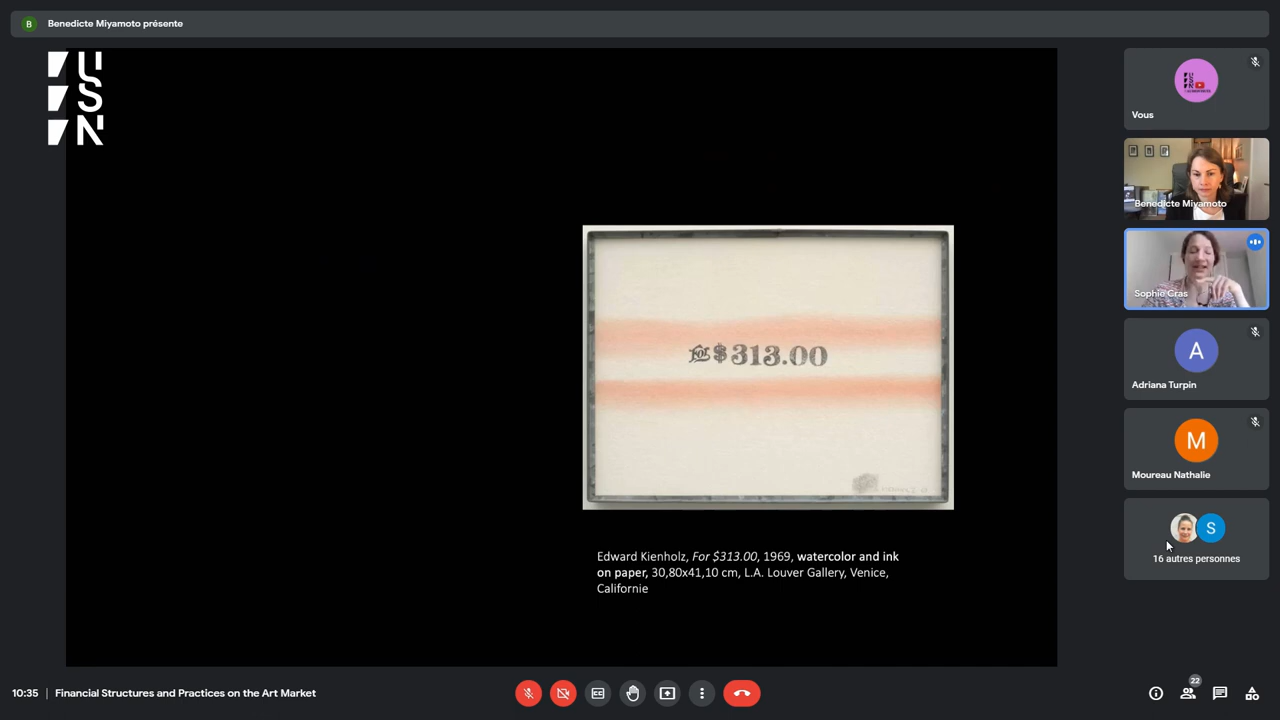 B
Benedicte Miyamoto présente
USN
Vous
Benedicte Miyamoto
Sophie Cras
A
Adriana Turpin
M
Moureau Nathalie
S
16 autres personnes
For $313.00
Edward Kienholz, For $313.00, 1969, watercolor and ink
on paper, 30,80x41,10 cm, L.A. Louver Gallery, Venice,
Californie
10:35 | Financial Structures and Practices on the Art Market
CC
22